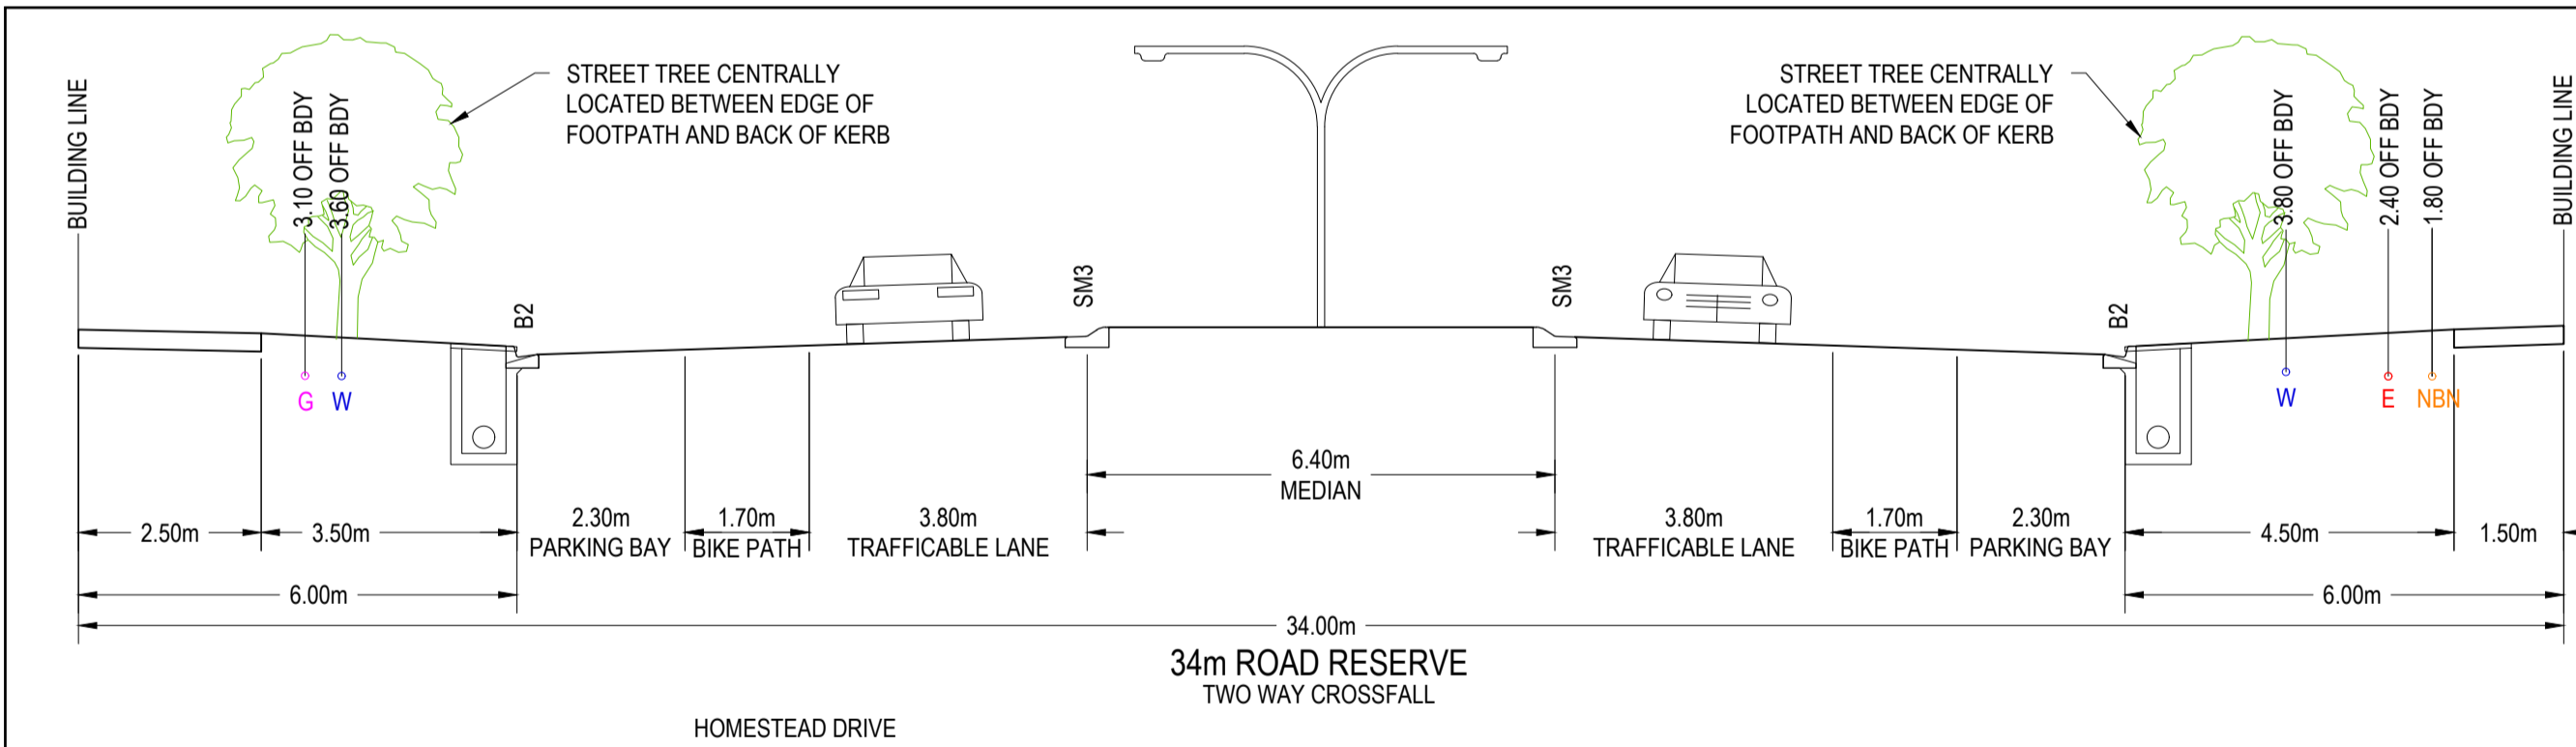 BUILDING LINE
3.10 OFF BDY
3.60 OFF BDY
STREET TREE CENTRALLY
LOCATED BETWEEN EDGE OF
FOOTPATH AND BACK OF KERB
STREET TREE CENTRALLY
LOCATED BETWEEN EDGE OF
FOOTPATH AND BACK OF KERB
3.80 OFF BDY
2.40 OFF BDY
1.80 OFF BDY
BUILDING LINE
B2
SM3
SM3
B2
G
W
W
E
NBN
6.40m
MEDIAN
2.50m
3.50m
2.30m
PARKING BAY
1.70m
BIKE PATH
3.80m
TRAFFICABLE LANE
3.80m
TRAFFICABLE LANE
1.70m
BIKE PATH
2.30m
PARKING BAY
4.50m
1.50m
6.00m
6.00m
34.00m
34m ROAD RESERVE
TWO WAY CROSSFALL
HOMESTEAD DRIVE